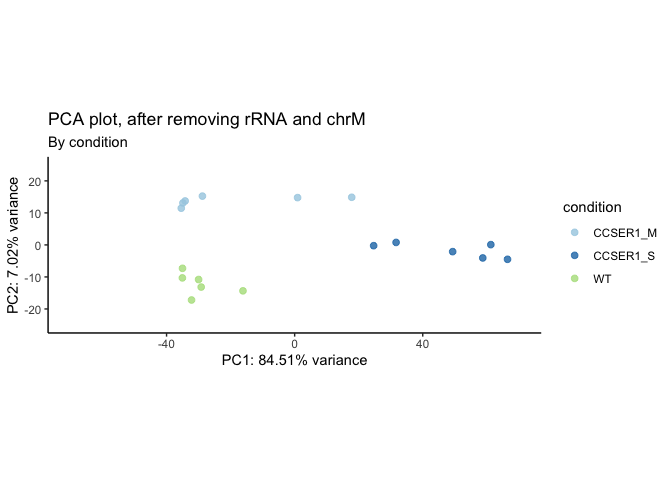 PCA plot, after removing rRNA and chrM
By condition
PC2: 7.02% variance
20
10
0
-10
-20
-40
0
40
PC1: 84.51% variance
condition
CCSER1_M
CCSER1_S
WT